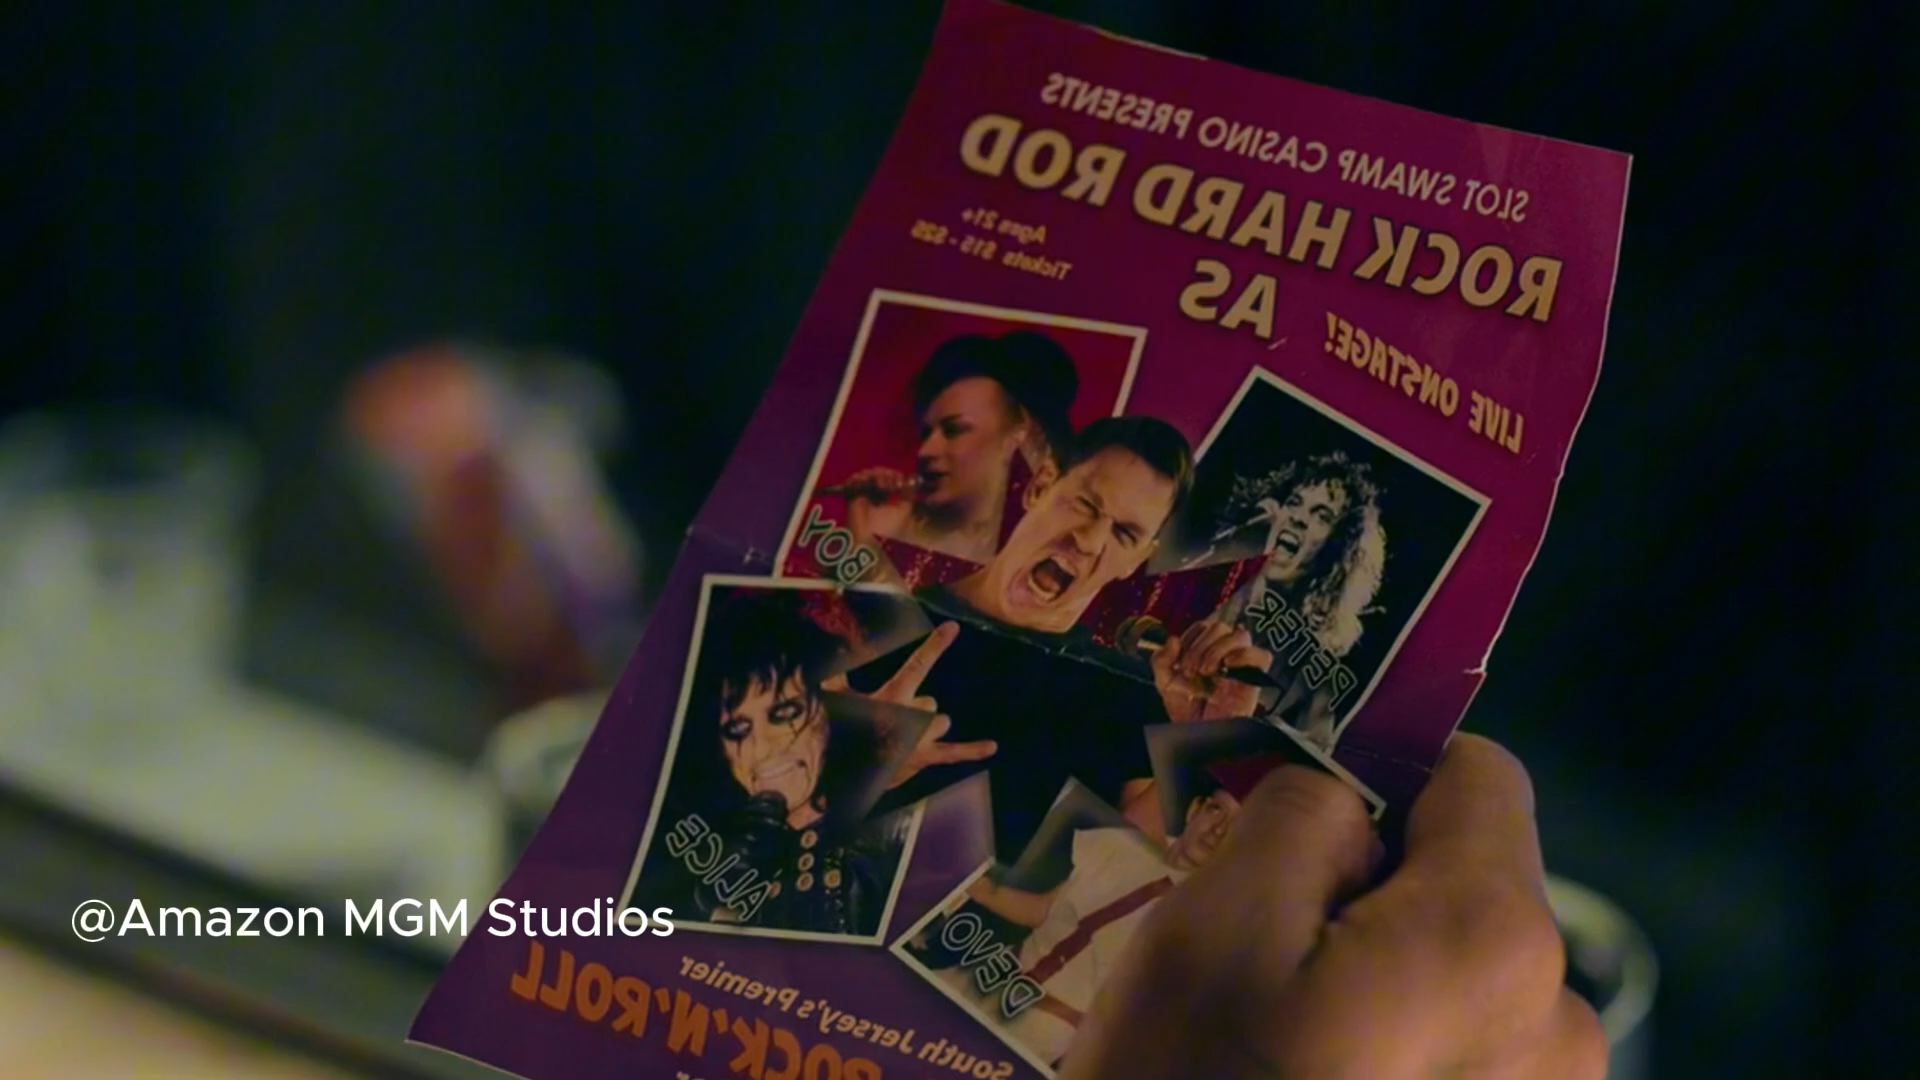 SLOT SWAMP CASINO PRESENTS
ROCK HARD ROD
AS
LIVE ONSTAGE!
Ages 21+
Tickets $15 - $25
BOY
PETER
ALICE
DEVO
South Jersey's Premier
ROCK'N'ROLL
@Amazon MGM Studios